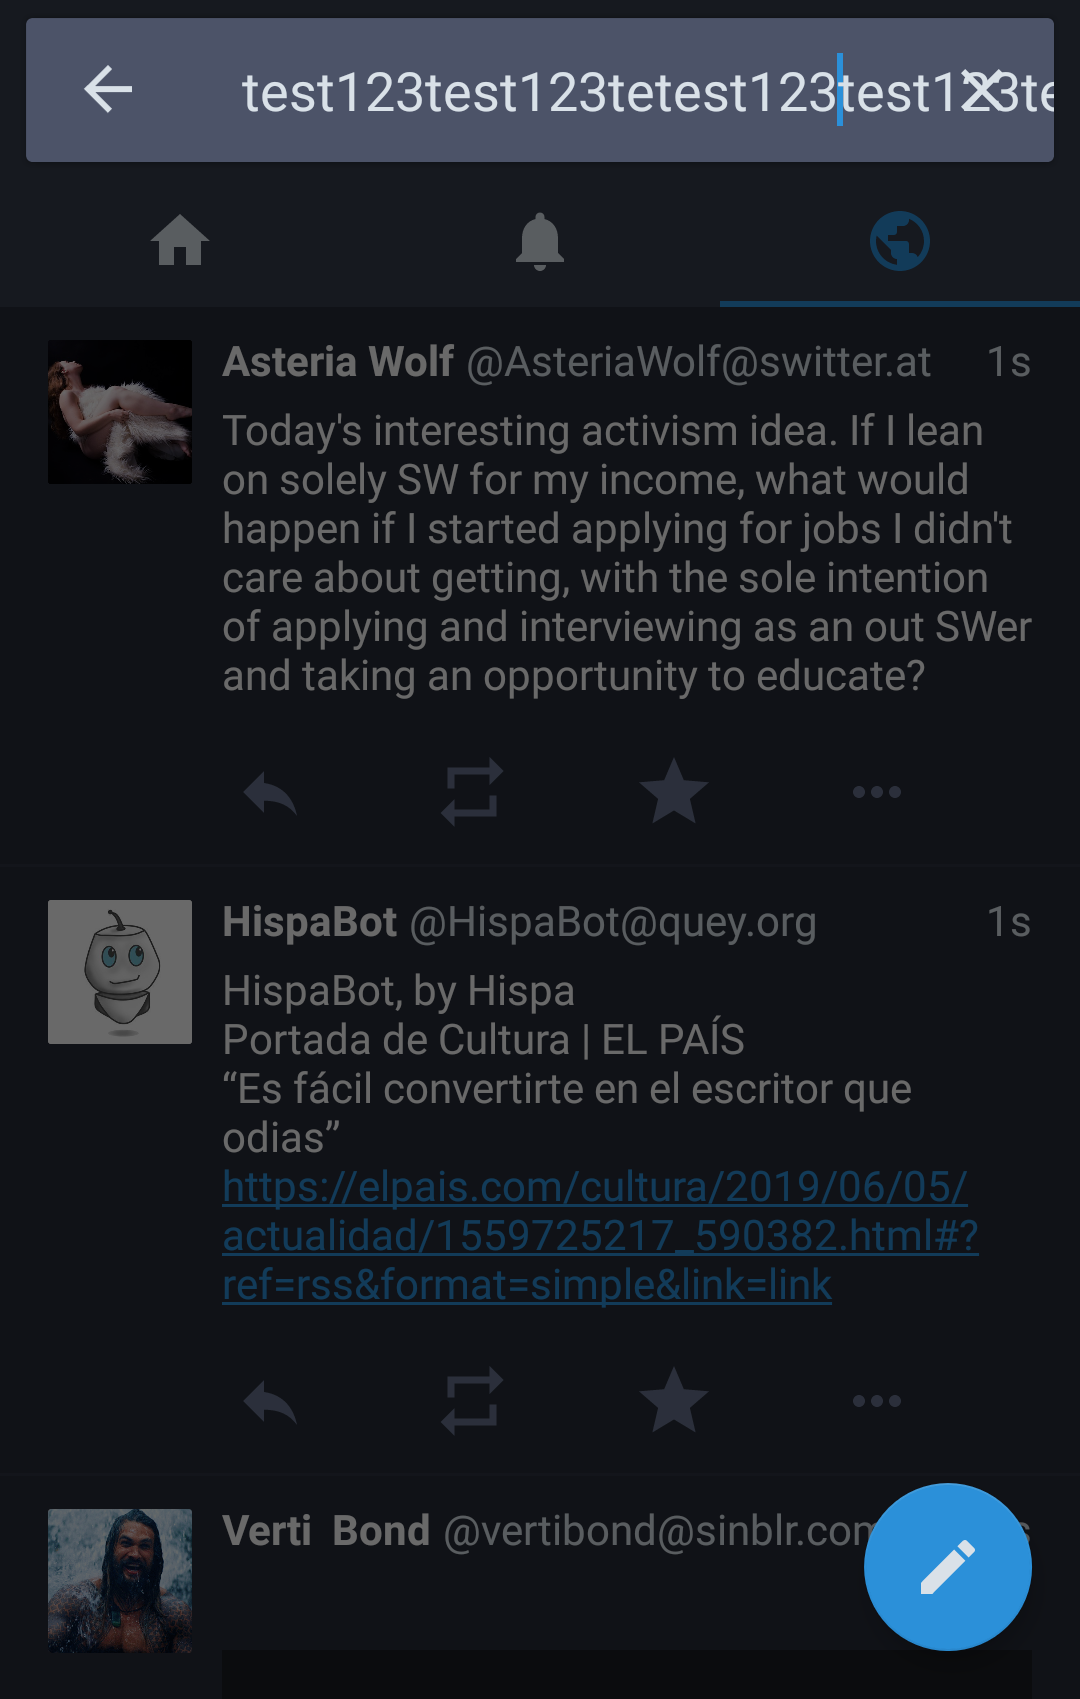 test123test123tetest123test123te
Asteria Wolf @AsteriaWolf@switter.at 1s
Today's interesting activism idea. If I lean
on solely SW for my income, what would
happen if I started applying for jobs I didn't
care about getting, with the sole intention
of applying and interviewing as an out SWer
and taking an opportunity to educate?
HispaBot @HispaBot@quey.org 1s
HispaBot, by Hispa
Portada de Cultura | EL PAÍS
“Es fácil convertirte en el escritor que
odias”
https://elpais.com/cultura/2019/06/05/
actualidad/1559725217_590382.html#?
ref=rss&format=simple&link=link
Verti Bond @vertibond@sinblr.com